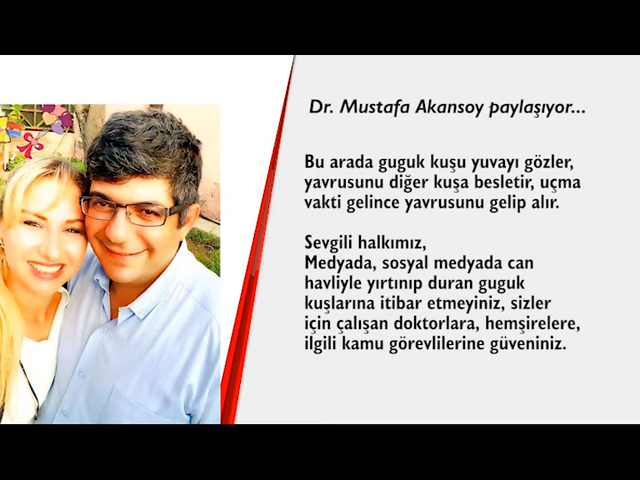 Dr. Mustafa Akansoy paylaşıyor...
Bu arada guguk kuşu yuvayı gözler,
yavrusunu diğer kuşa besletir, uçma
vakti gelince yavrusunu gelip alır.
Sevgili halkımız,
Medyada, sosyal medyada can
havliyle yırtınıp duran guguk
kuşlarına itibar etmeyiniz, sizler
için çalışan doktorlara, hemşirelere,
ilgili kamu görevlilerine güveniniz.